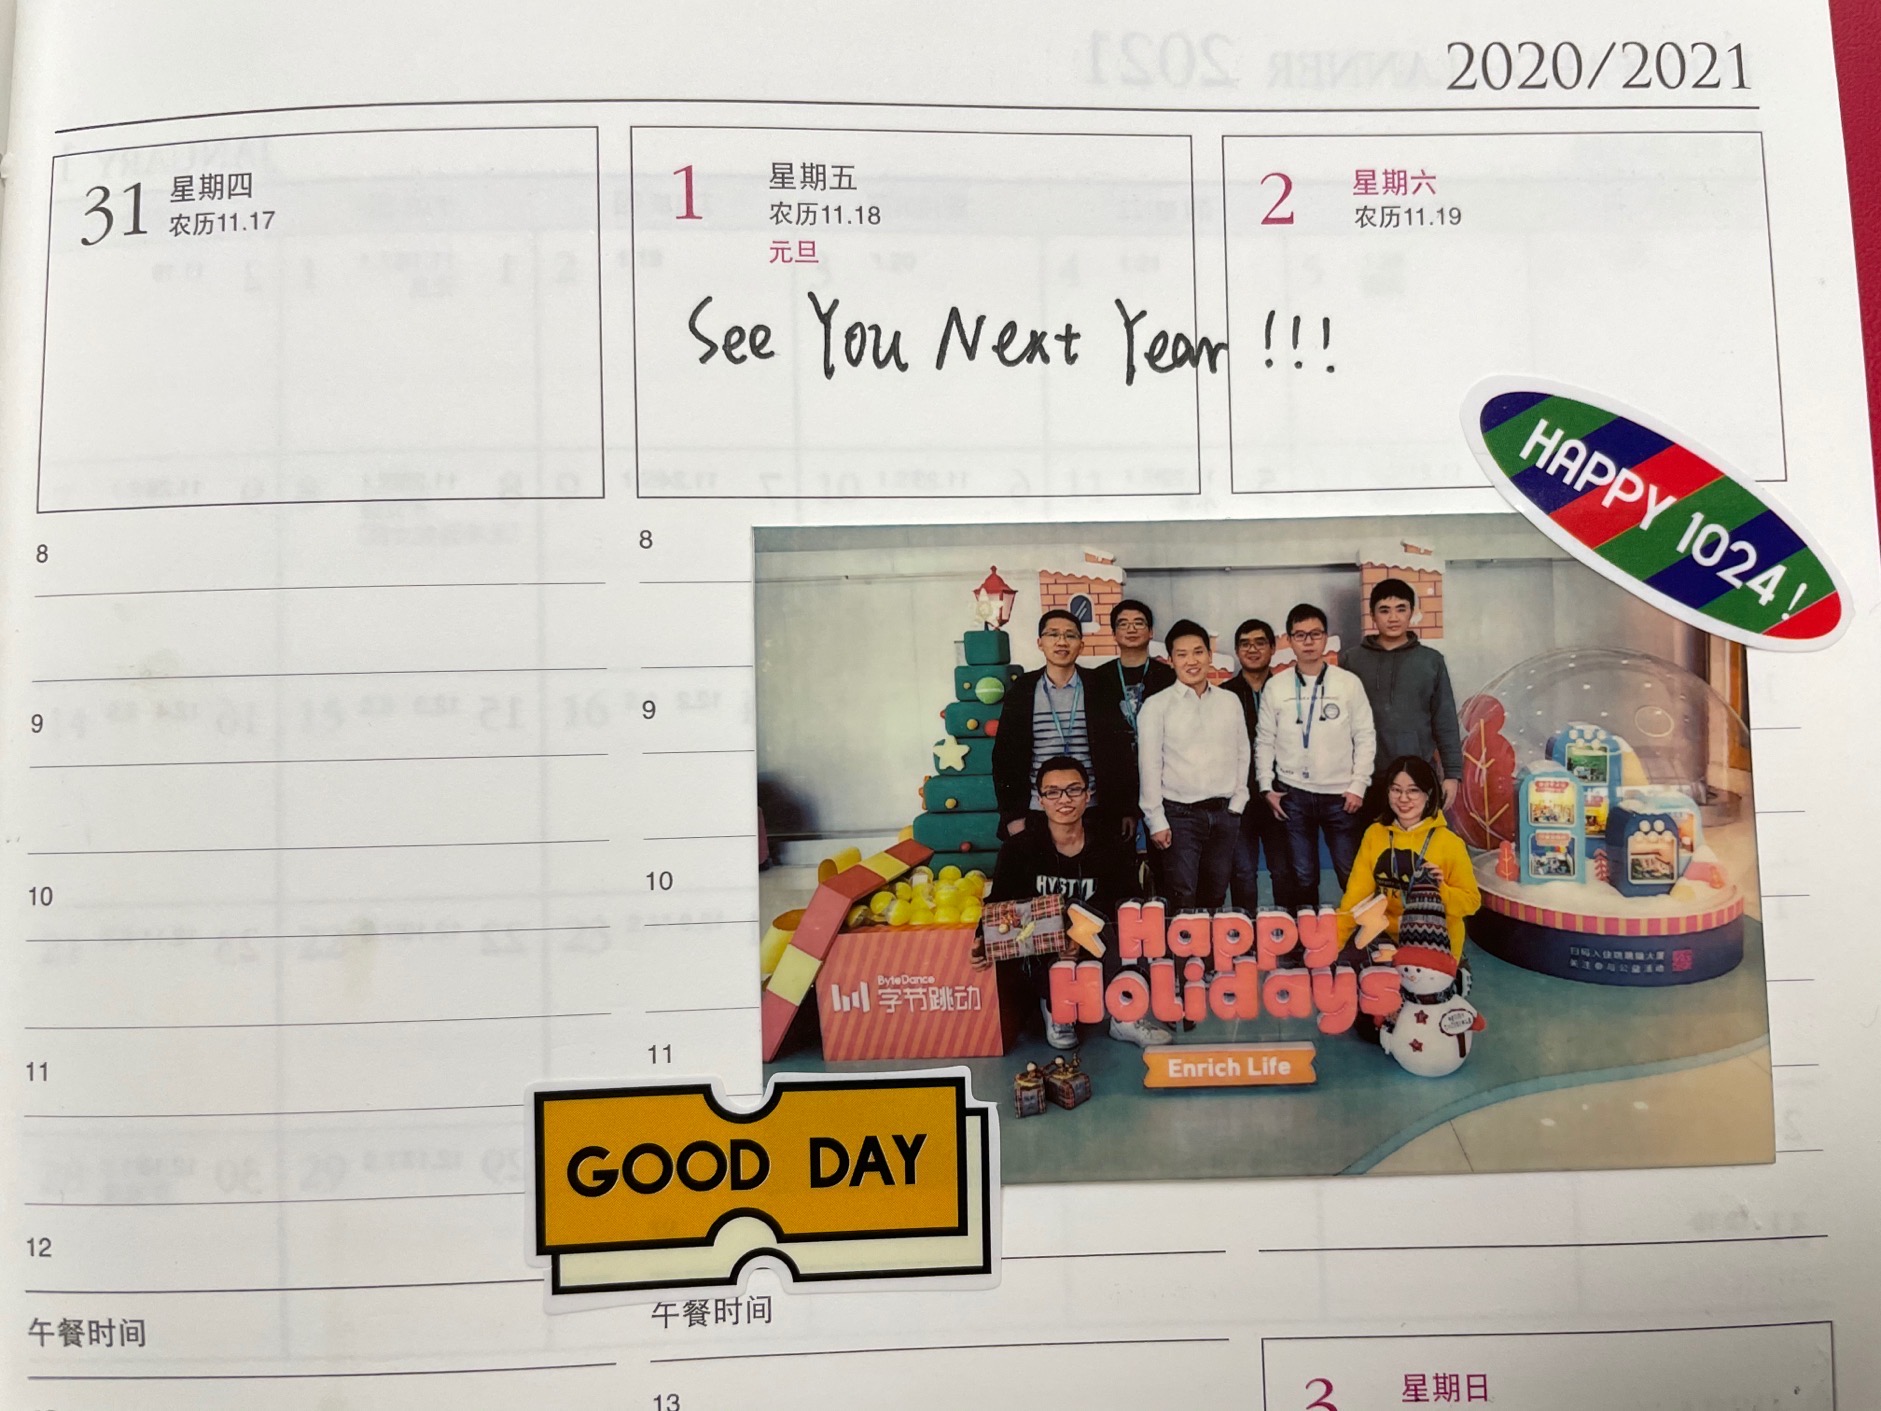 2020/2021
31 星期四
农历11.17
1 星期五
农历11.18
元旦
2 星期六
农历11.19
See You Next Year !!!
HAPPY 1024!
8
8
9
9
10
10
ByteDance
字节跳动
Happy
Holidays
Enrich Life
11
11
GOOD DAY
12
午餐时间
午餐时间
13
3 星期日